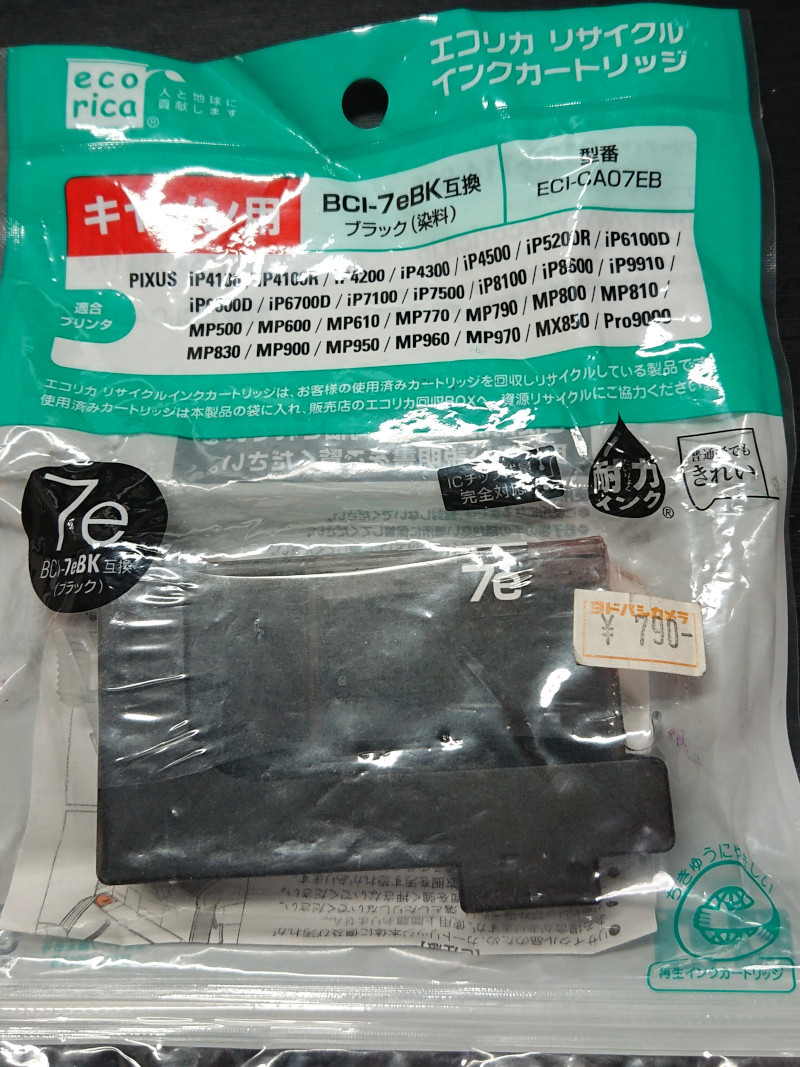 eco
rica®
人と地球に
貢献します
エコリカ リサイクル
インクカートリッジ
キヤノン用
BCI-7eBK互換
ブラック(染料)
型番
ECI-CA07EB
適合
プリンタ
PIXUS iP4100 / iP4100R / iP4200 / iP4300 / iP4500 / iP5200R / iP6100D /
iP6600D / iP6700D / iP7100 / iP7500 / iP8100 / iP8600 / iP9910 /
MP500 / MP600 / MP610 / MP770 / MP790 / MP800 / MP810 /
MP830 / MP900 / MP950 / MP960 / MP970 / MX850 / Pro9000
エコリカ リサイクルインクカートリッジは、お客様の使用済みカートリッジを回収しリサイクルしている製品です
使用済みカートリッジは本製品の袋に入れ、販売店のエコリカ回収BOXへ。資源リサイクルにご協力ください
7e
BCI-7eBK互換
(ブラック)
ICチップ
完全対応
耐力
インク®
普通紙でも
きれい
7e
ヨドバシカメラ
¥ 790-
ちきゅうにやさしい
再生インクカートリッジ